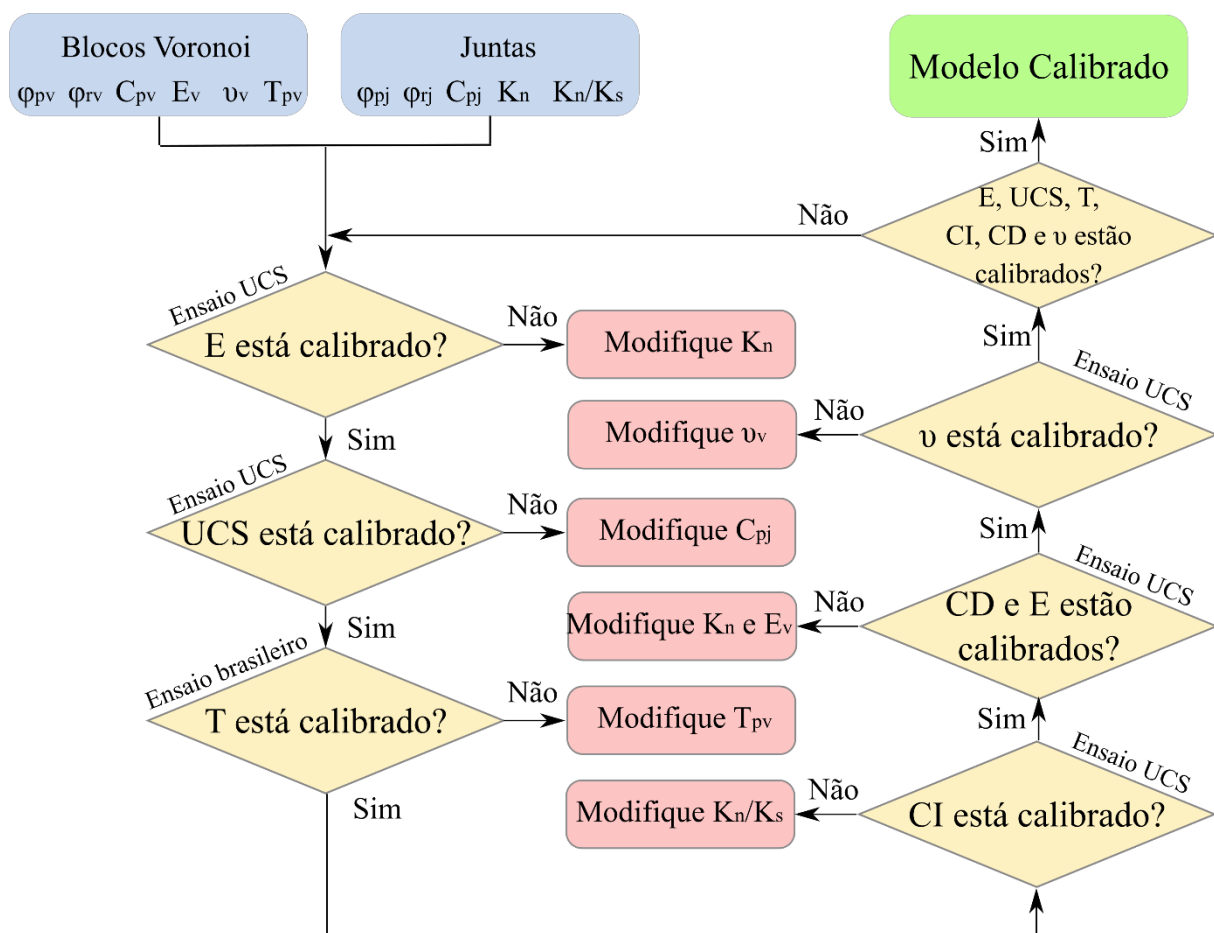 Blocos Voronoi
φpv φrv Cpv Ev υv Tpv
Juntas
φpj φrj Cpj Kn Kn/Ks
Modelo Calibrado
Sim
E, UCS, T,
CI, CD e υ estão
calibrados?
Não
Ensaio UCS
E está calibrado?
Não
Modifique Kn
Sim
Ensaio UCS
UCS está calibrado?
Não
Modifique Cpj
Sim
Ensaio brasileiro
T está calibrado?
Não
Modifique Tpv
Sim
Ensaio UCS
CI está calibrado?
Não
Modifique Kn/Ks
Sim
Ensaio UCS
CD e E estão
calibrados?
Não
Modifique Kn e Ev
Sim
Ensaio UCS
υ está calibrado?
Não
Modifique υv
Sim